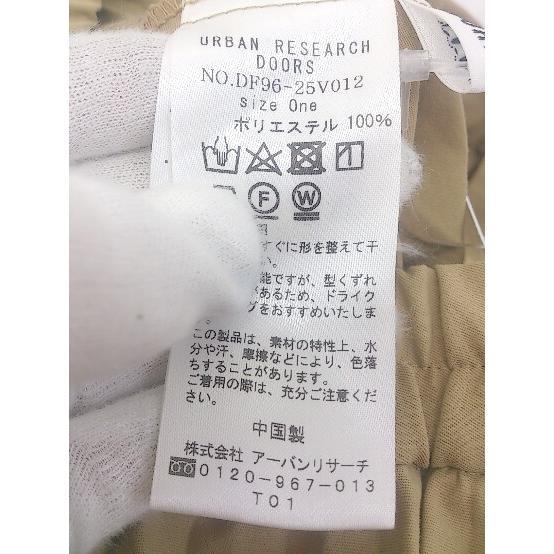 URBAN RESEARCH
DOORS
NO.DF96-25V012
size One
ポリエステル 100%
F W
すぐに形を整えて干
い。
能ですが、型くずれ
があるため、ドライク
グをおすすめいたしま
す。
この製品は、素材の特性上、水
分や汗、摩擦などにより、色落
ちすることがあります。
ご着用の際は、充分ご注意くださ
さい。
中国製
株式会社 アーバンリサーチ
0120-967-013
T01